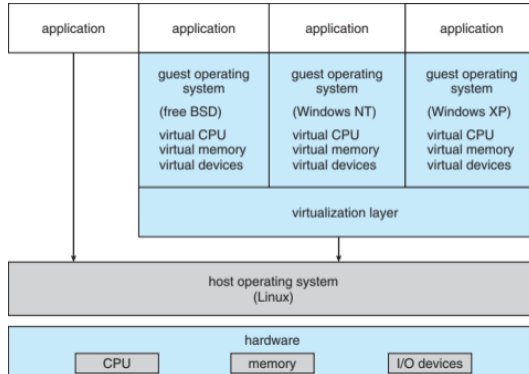 application
application
application
application
guest operating
system
(free BSD)
virtual CPU
virtual memory
virtual devices
guest operating
system
(Windows NT)
virtual CPU
virtual memory
virtual devices
guest operating
system
(Windows XP)
virtual CPU
virtual memory
virtual devices
virtualization layer
host operating system
(Linux)
hardware
CPU
memory
I/O devices